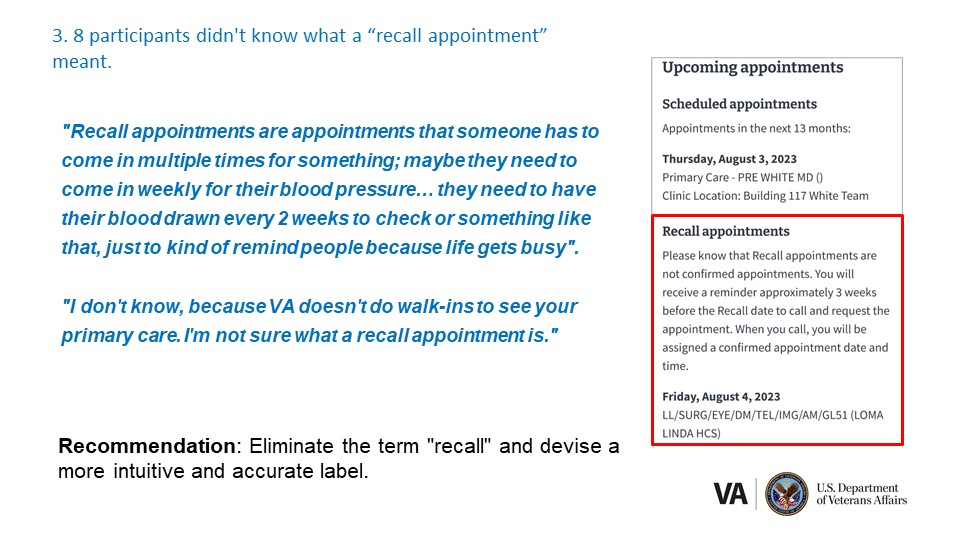 3. 8 participants didn't know what a “recall appointment”
meant.
"Recall appointments are appointments that someone has to
come in multiple times for something; maybe they need to
come in weekly for their blood pressure… they need to have
their blood drawn every 2 weeks to check or something like
that, just to kind of remind people because life gets busy".
"I don't know, because VA doesn't do walk-ins to see your
primary care. I'm not sure what a recall appointment is."
Recommendation: Eliminate the term "recall" and devise a
more intuitive and accurate label.
Upcoming appointments
Scheduled appointments
Appointments in the next 13 months:
Thursday, August 3, 2023
Primary Care - PRE WHITE MD ()
Clinic Location: Building 117 White Team
Recall appointments
Please know that Recall appointments are
not confirmed appointments. You will
receive a reminder approximately 3 weeks
before the Recall date to call and request the
appointment. When you call, you will be
assigned a confirmed appointment date and
time.
Friday, August 4, 2023
LL/SURG/EYE/DM/TEL/IMG/AM/GL51 (LOMA
LINDA HCS)
VA
U.S. Department
of Veterans Affairs